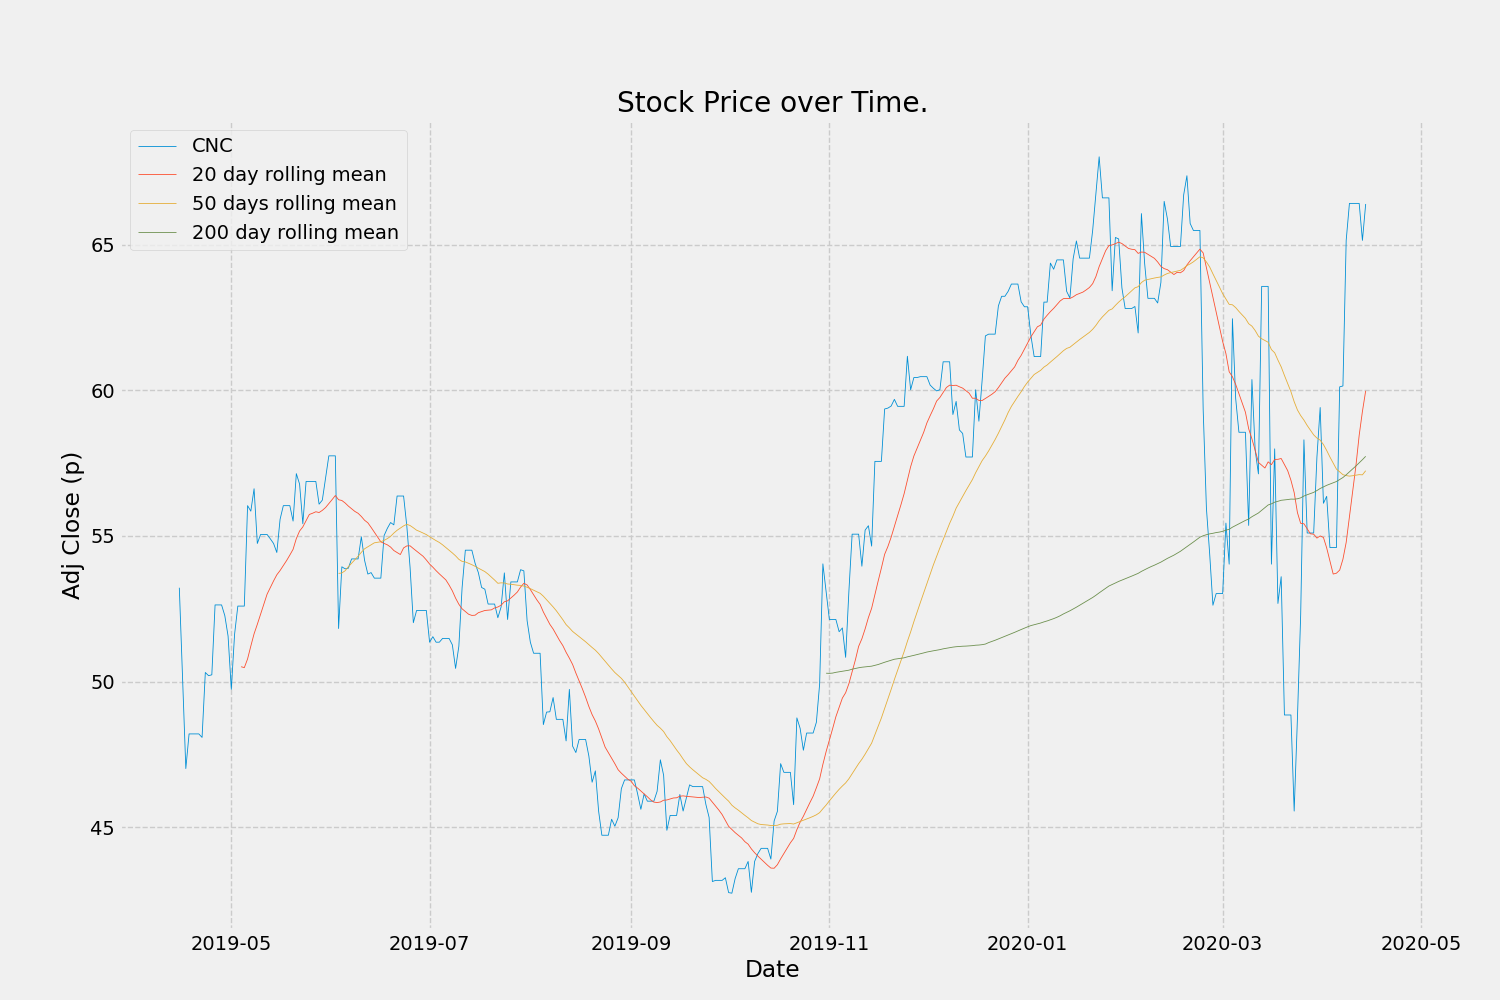 Stock Price over Time.
CNC
20 day rolling mean
50 days rolling mean
200 day rolling mean
Adj Close (p)
65
60
55
50
45
2019-05 2019-07 2019-09 2019-11 2020-01 2020-03 2020-05
Date